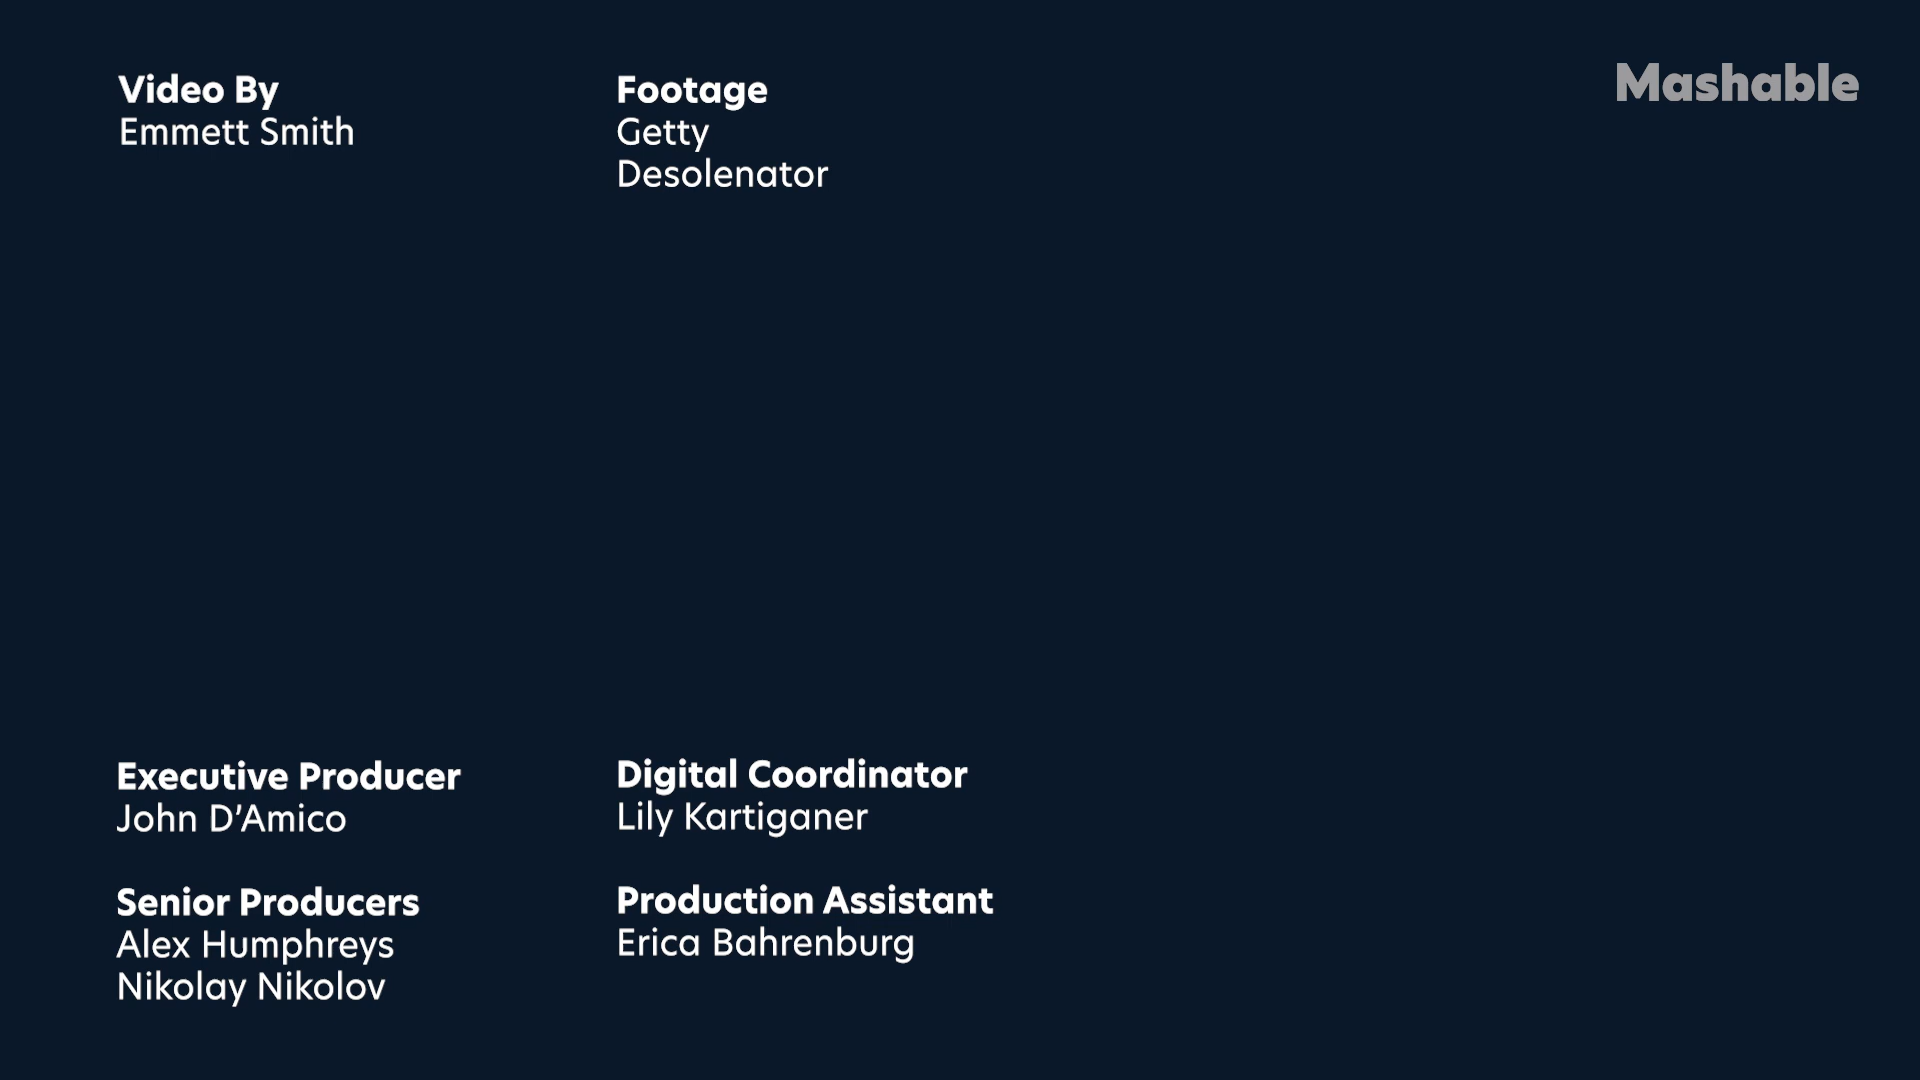 Video By
Emmett Smith
Footage
Getty
Desolenator
Mashable
Executive Producer
John D’Amico
Senior Producers
Alex Humphreys
Nikolay Nikolov
Digital Coordinator
Lily Kartiganer
Production Assistant
Erica Bahrenburg